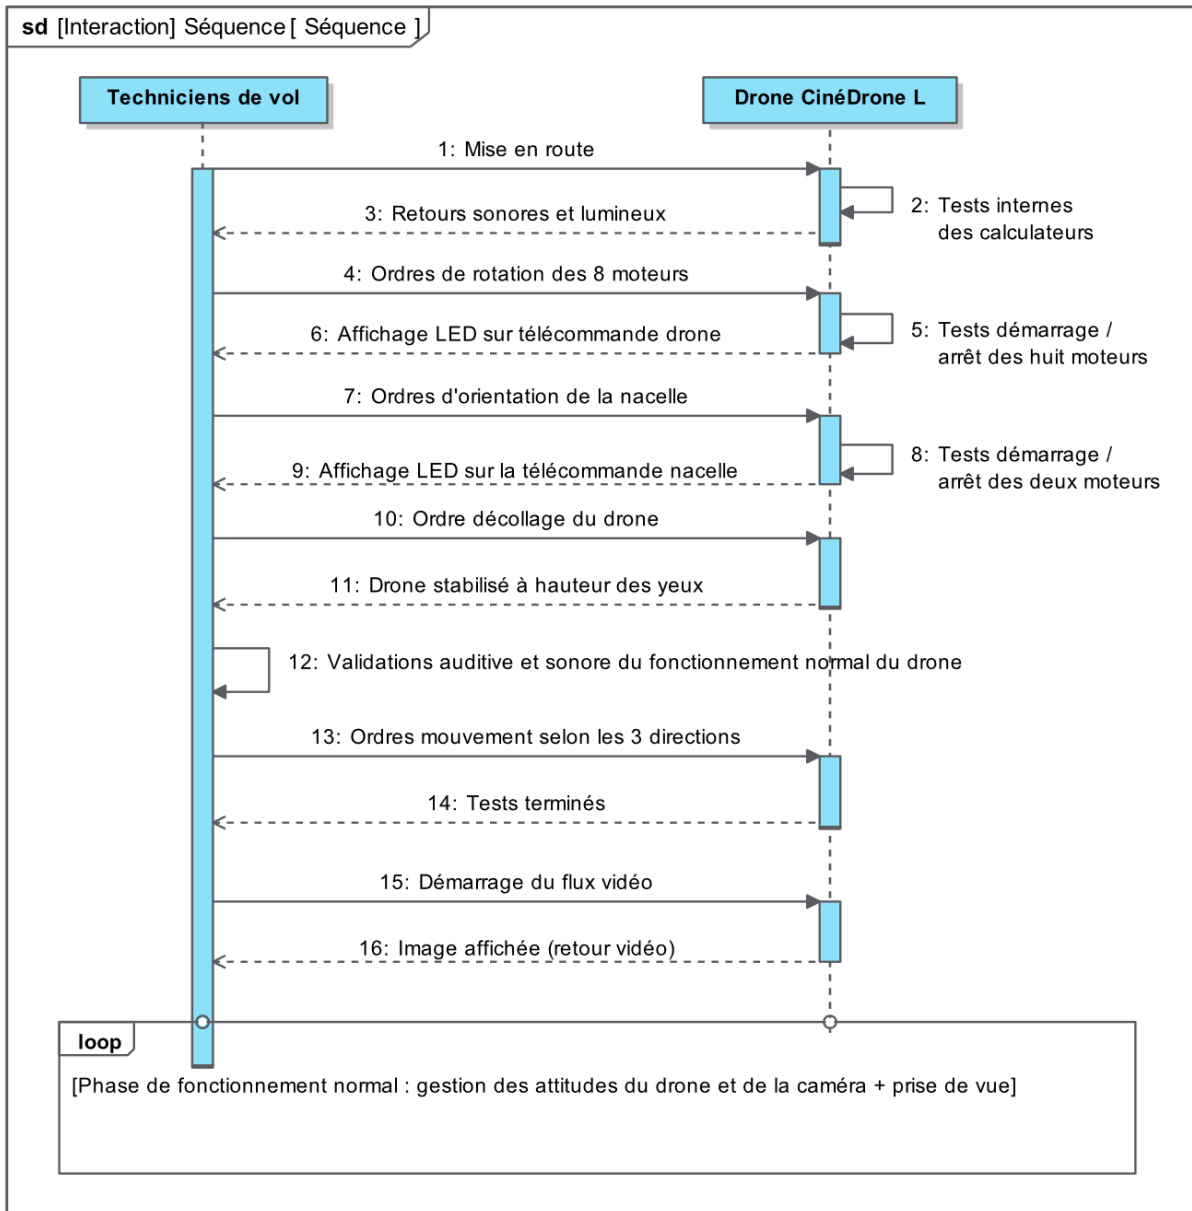 sd [Interaction] Séquence [ Séquence ]
Techniciens de vol
Drone CinéDrone L
1: Mise en route
2: Tests internes
des calculateurs
3: Retours sonores et lumineux
4: Ordres de rotation des 8 moteurs
5: Tests démarrage /
arrêt des huit moteurs
6: Affichage LED sur télécommande drone
7: Ordres d'orientation de la nacelle
8: Tests démarrage /
arrêt des deux moteurs
9: Affichage LED sur la télécommande nacelle
10: Ordre décollage du drone
11: Drone stabilisé à hauteur des yeux
12: Validations auditive et sonore du fonctionnement normal du drone
13: Ordres mouvement selon les 3 directions
14: Tests terminés
15: Démarrage du flux vidéo
16: Image affichée (retour vidéo)
loop
[Phase de fonctionnement normal : gestion des attitudes du drone et de la caméra + prise de vue]